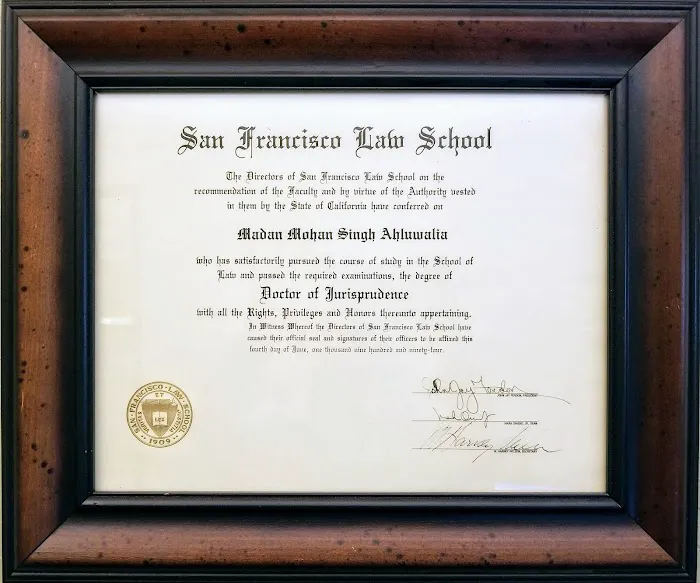 San Francisco Law School
The Directors of San Francisco Law School on the
recommendation of the Faculty and by virtue of the Authority vested
in them by the State of California have conferred on
Madan Mohan Singh Ahluwalia
who has satisfactorily pursued the course of study in the School of
Law and passed the required examinations, the degree of
Doctor of Jurisprudence
with all the Rights, Privileges and Honors thereunto appertaining.
In Witness Whereof the Directors of San Francisco Law School have
caused their official seal and signatures of their officers to be affixed this
fourth day of June, one thousand nine hundred and ninety-four.
SAN·FRANCISCO·LAW·SCHOOL
LEX
1909
PRESIDENT
DEAN
SECRETARY